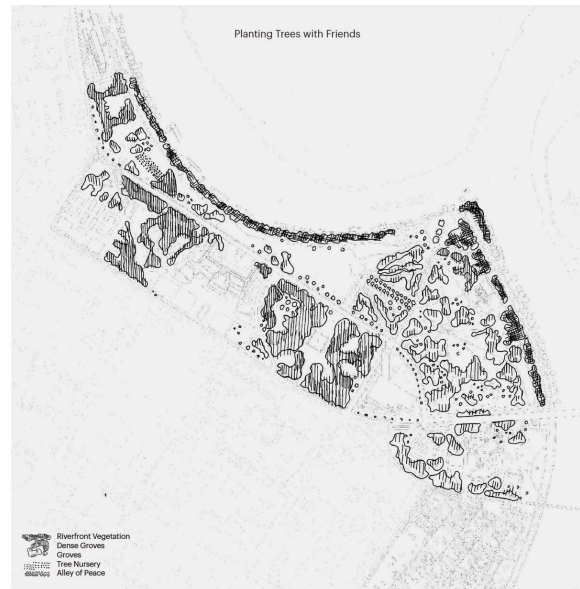 Planting Trees with Friends
Riverfront Vegetation
Dense Groves
Groves
Tree Nursery
Alley of Peace